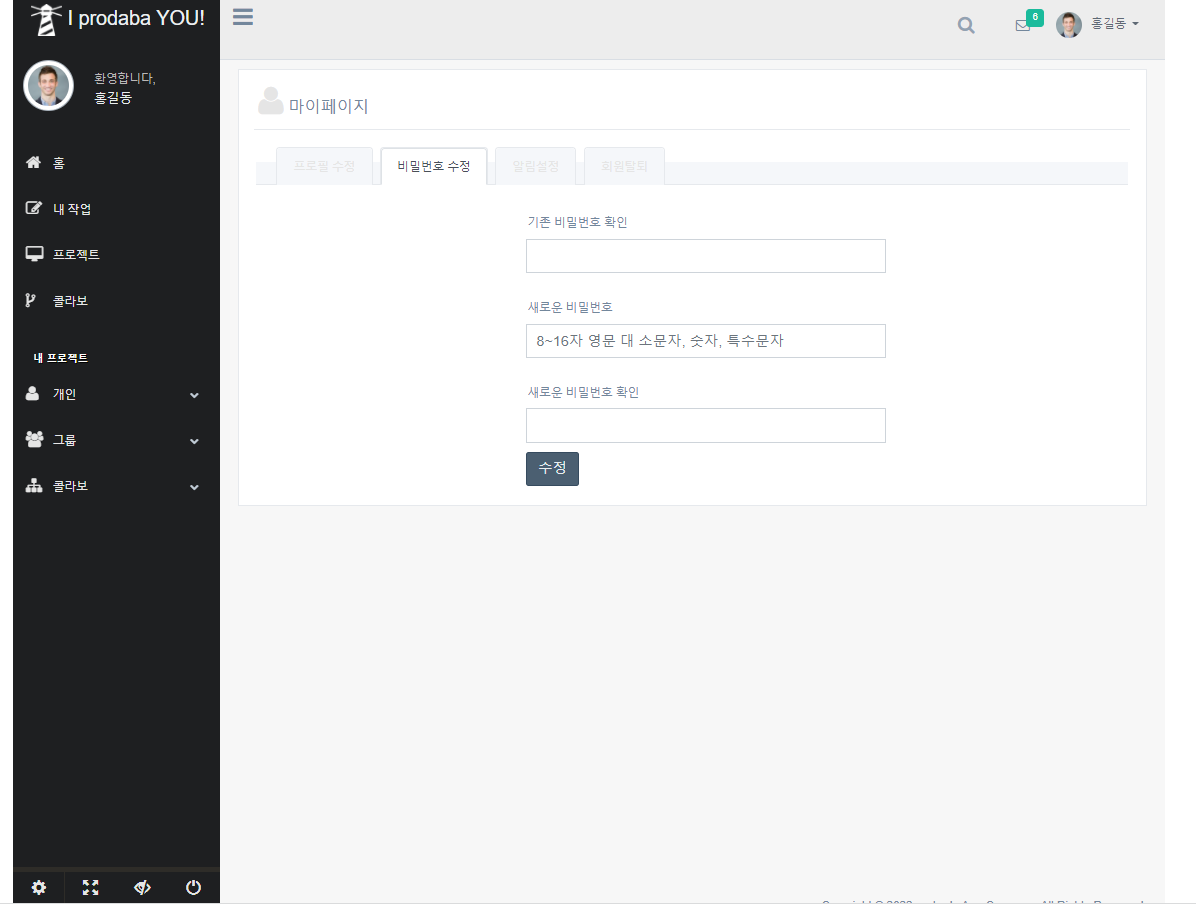 I prodaba YOU!
6
홍길동
환영합니다,
홍길동
홈
내 작업
프로젝트
콜라보
내 프로젝트
개인
그룹
콜라보
마이페이지
프로필 수정
비밀번호 수정
알림설정
회원탈퇴
기존 비밀번호 확인
새로운 비밀번호
8~16자 영문 대 소문자, 숫자, 특수문자
새로운 비밀번호 확인
수정